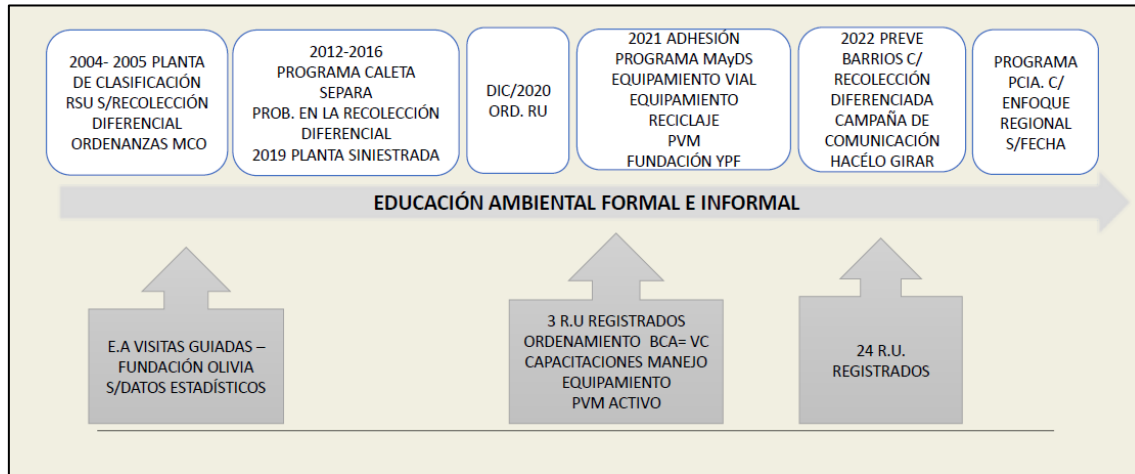 2004- 2005 PLANTA
DE CLASIFICACIÓN
RSU S/RECOLECCIÓN
DIFERENCIAL
ORDENANZAS MCO
2012-2016
PROGRAMA CALETA
SEPARA
PROB. EN LA RECOLECCIÓN
DIFERENCIAL
2019 PLANTA SINIESTRADA
DIC/2020
ORD. RU
2021 ADHESIÓN
PROGRAMA MAyDS
EQUIPAMIENTO VIAL
EQUIPAMIENTO
RECICLAJE
PVM
FUNDACIÓN YPF
2022 PREVE
BARRIOS C/
RECOLECCIÓN
DIFERENCIADA
CAMPAÑA DE
COMUNICACIÓN
HACÉLO GIRAR
PROGRAMA
PCIA. C/
ENFOQUE
REGIONAL
S/FECHA
EDUCACIÓN AMBIENTAL FORMAL E INFORMAL
E.A VISITAS GUIADAS –
FUNDACIÓN OLIVIA
S/DATOS ESTADÍSTICOS
3 R.U REGISTRADOS
ORDENAMIENTO BCA= VC
CAPACITACIONES MANEJO
EQUIPAMIENTO
PVM ACTIVO
24 R.U.
REGISTRADOS